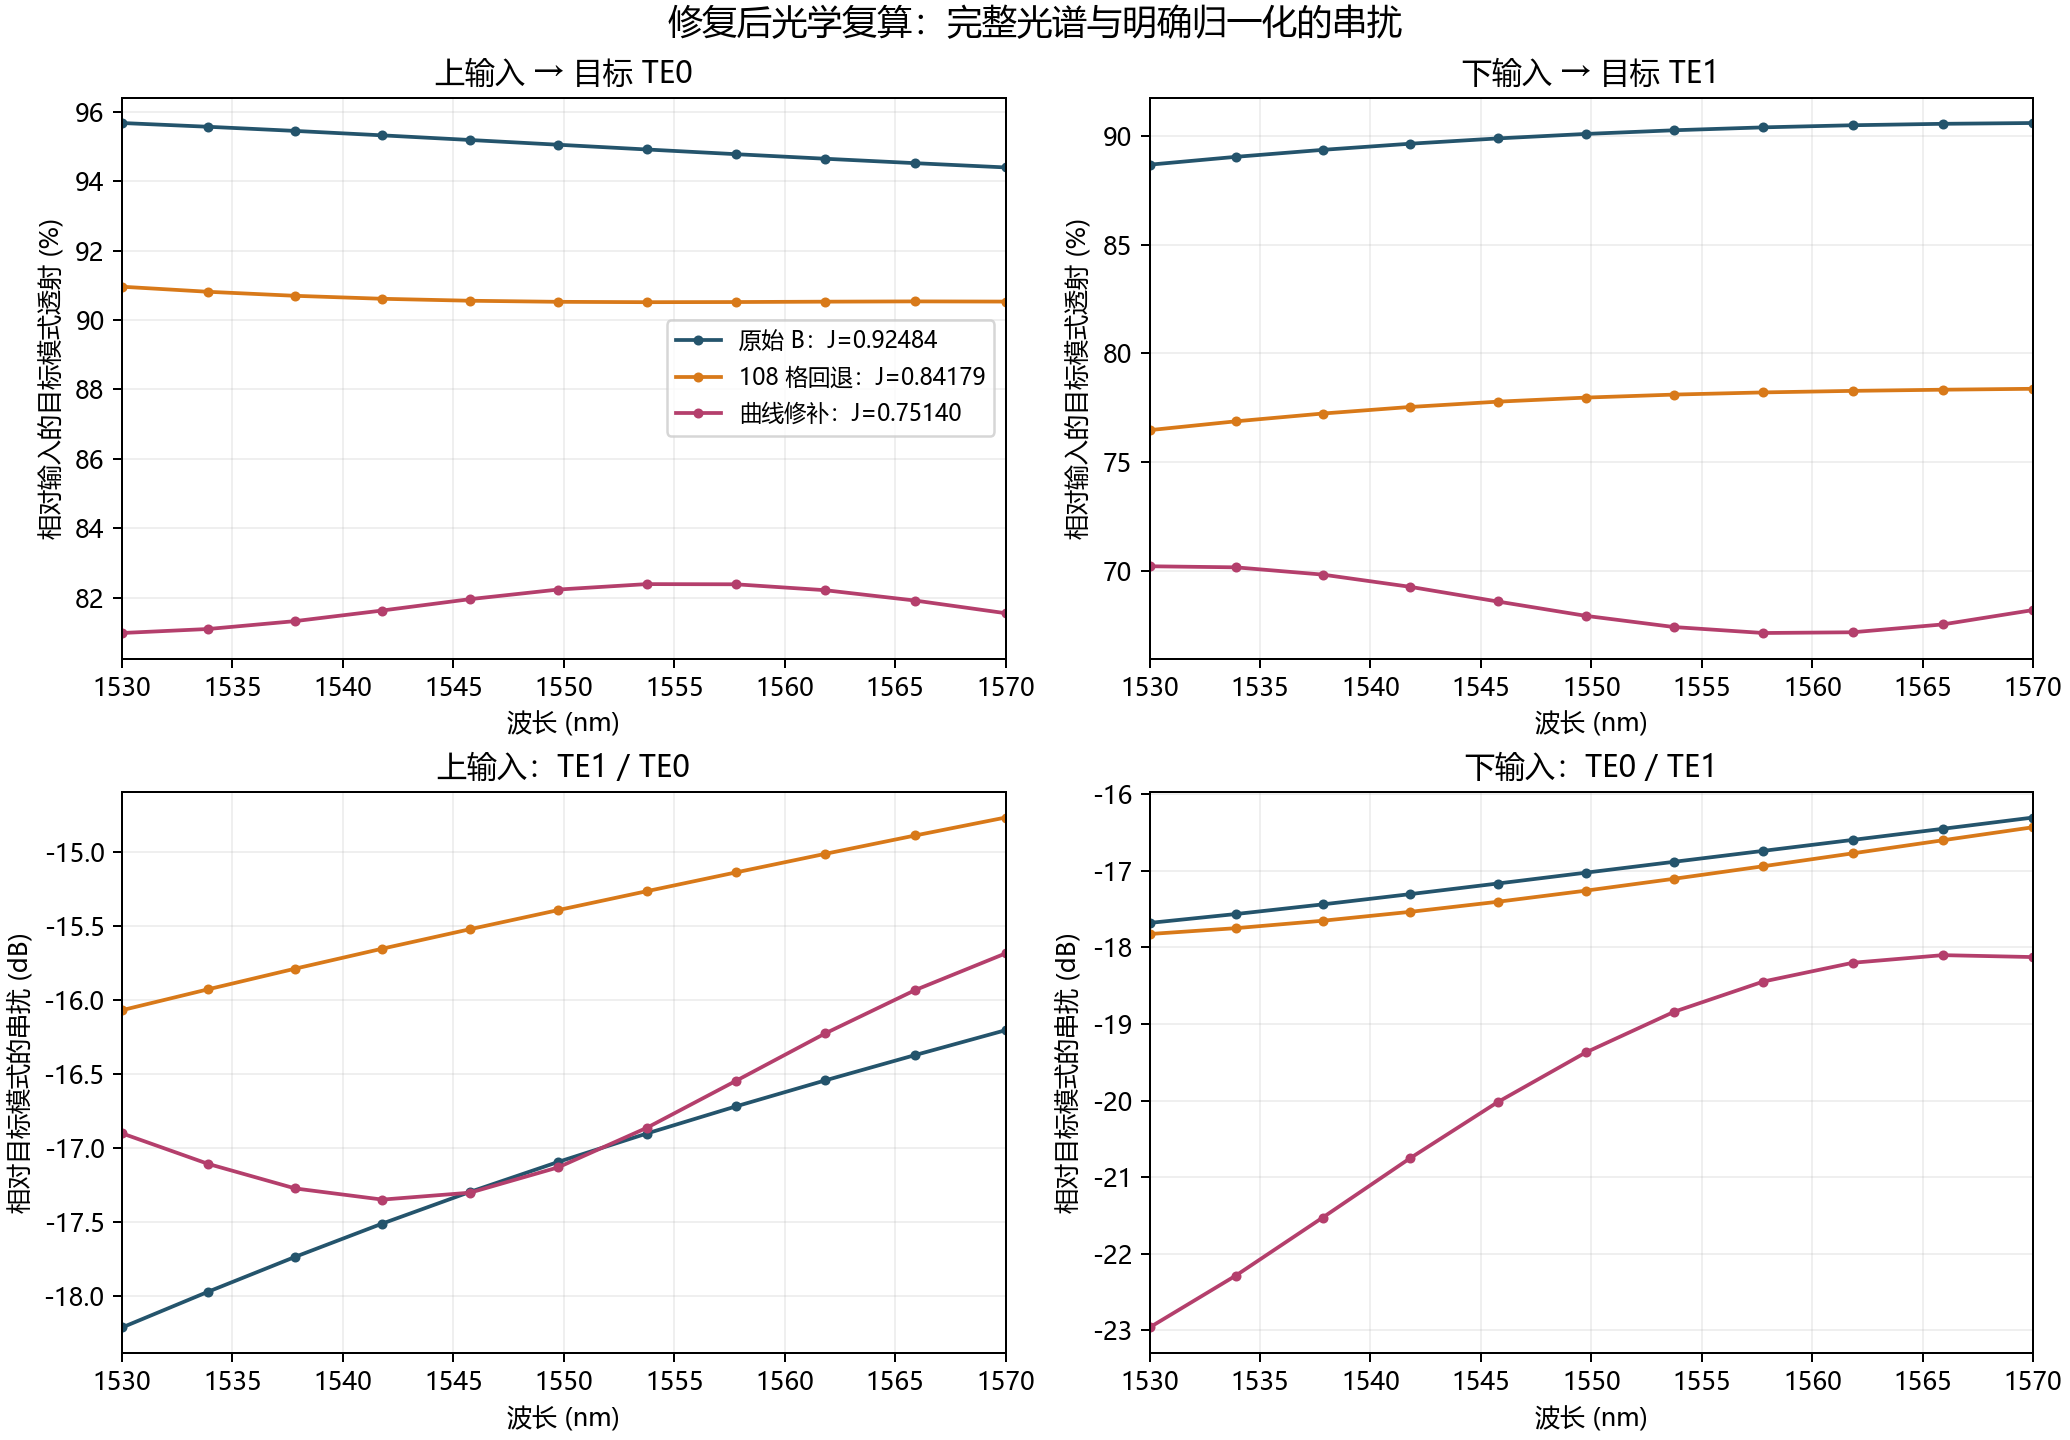 修复后光学复算：完整光谱与明确归一化的串扰
上输入 → 目标 TE0
相对输入的目标模式透射 (%)
96
94
92
90
88
86
84
82
原始 B：J=0.92484
108 格回退：J=0.84179
曲线修补：J=0.75140
1530 1535 1540 1545 1550 1555 1560 1565 1570
波长 (nm)
下输入 → 目标 TE1
相对输入的目标模式透射 (%)
90
85
80
75
70
1530 1535 1540 1545 1550 1555 1560 1565 1570
波长 (nm)
上输入：TE1 / TE0
相对目标模式的串扰 (dB)
-15.0
-15.5
-16.0
-16.5
-17.0
-17.5
-18.0
1530 1535 1540 1545 1550 1555 1560 1565 1570
波长 (nm)
下输入：TE0 / TE1
相对目标模式的串扰 (dB)
-16
-17
-18
-19
-20
-21
-22
-23
1530 1535 1540 1545 1550 1555 1560 1565 1570
波长 (nm)